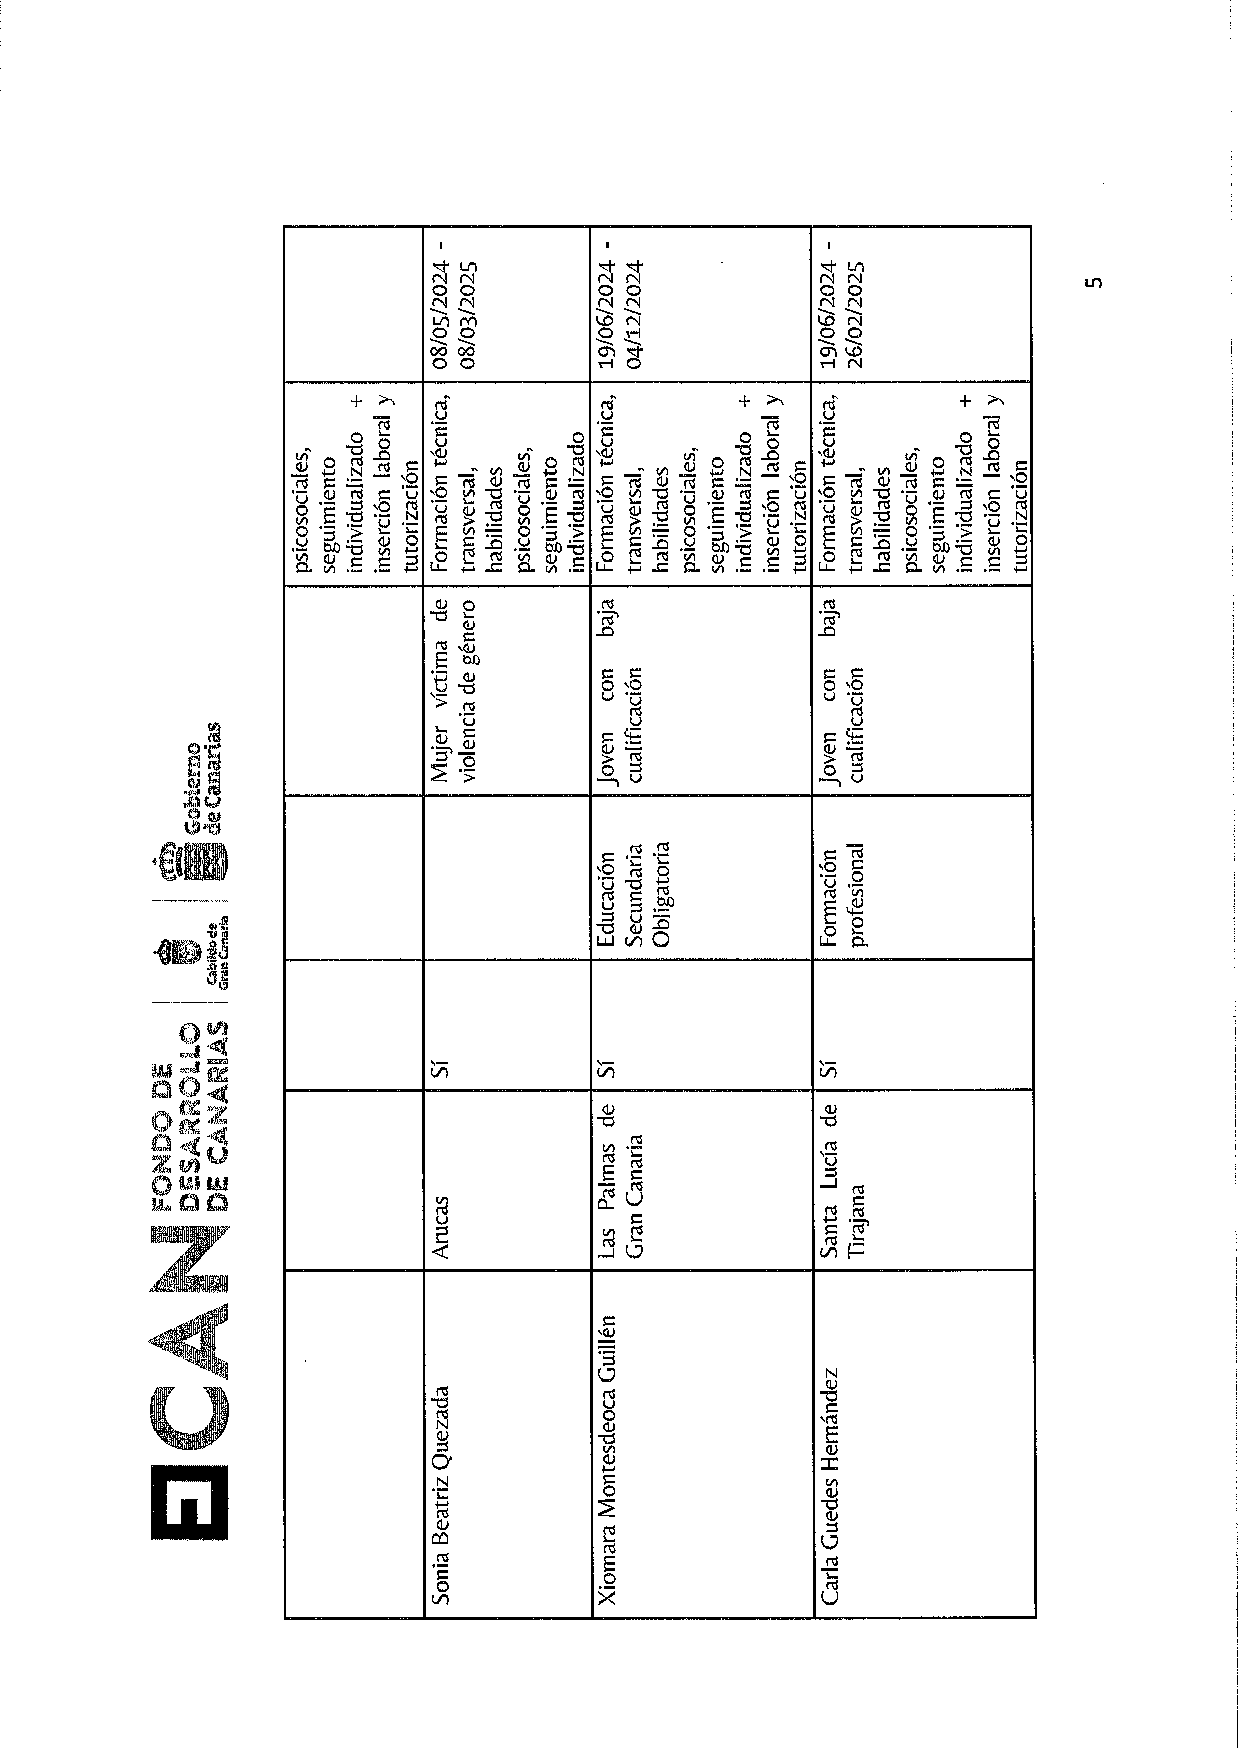 CAN
FONDO DE
DESARROLLO
DE CANARIAS
Cabildo de
Gran Canaria
Gobierno
de Canarias
psicosociales,
seguimiento
individualizado +
inserción laboral y
tutorización
Sonia Beatriz Quezada
Arucas
Sí
Mujer víctima de
violencia de género
Formación técnica,
transversal,
habilidades
psicosociales,
seguimiento
individualizado
08/05/2024 -
08/03/2025
Xiomara Montesdeoca Guillén
Las Palmas de
Gran Canaria
Sí
Educación
Secundaria
Obligatoria
Joven con baja
cualificación
Formación técnica,
transversal,
habilidades
psicosociales,
seguimiento
individualizado +
inserción laboral y
tutorización
19/06/2024 -
04/12/2024
Carla Guedes Hernández
Santa Lucía de
Tirajana
Sí
Formación
profesional
Joven con baja
cualificación
Formación técnica,
transversal,
habilidades
psicosociales,
seguimiento
individualizado +
inserción laboral y
tutorización
19/06/2024 -
26/02/2025
5